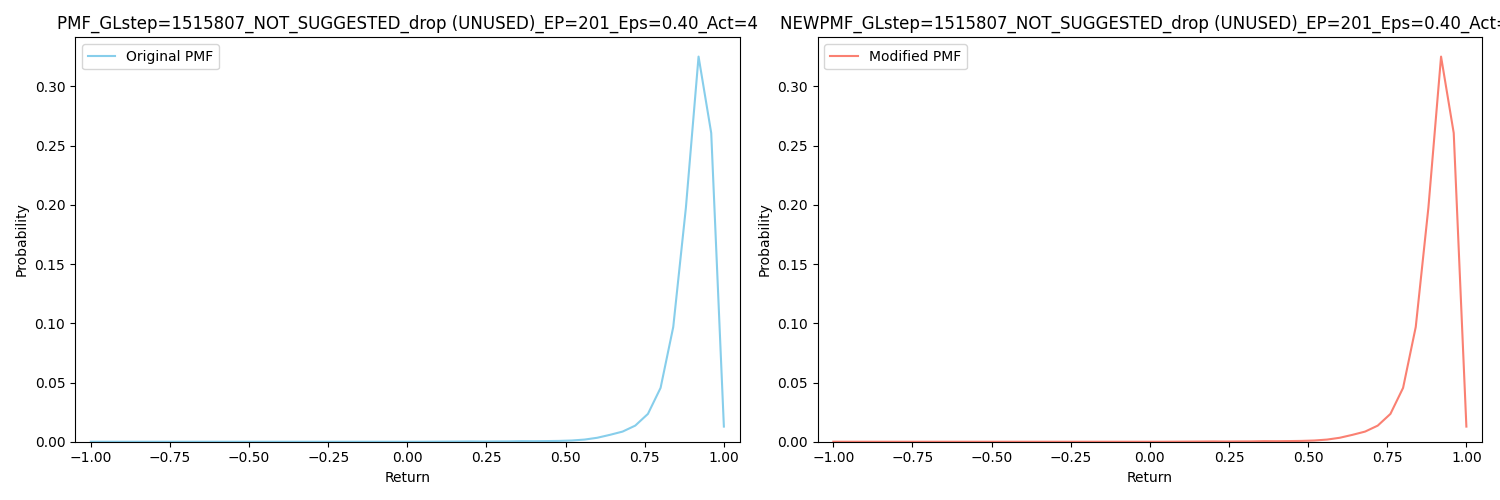 PMF_GLstep=1515807_NOT_SUGGESTED_drop (UNUSED)_EP=201_Eps=0.40_Act=4
Original PMF
0.30
0.25
0.20
0.15
0.10
0.05
0.00
Probability
−1.00 −0.75 −0.50 −0.25 0.00 0.25 0.50 0.75 1.00
Return
NEWPMF_GLstep=1515807_NOT_SUGGESTED_drop (UNUSED)_EP=201_Eps=0.40_Act=
Modified PMF
0.30
0.25
0.20
0.15
0.10
0.05
0.00
Probability
−1.00 −0.75 −0.50 −0.25 0.00 0.25 0.50 0.75 1.00
Return